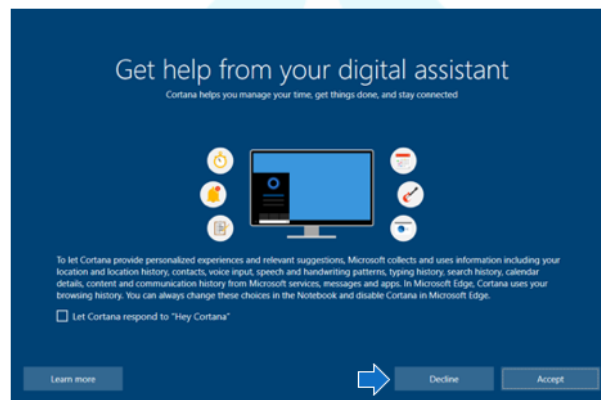 Get help from your digital assistant
Cortana helps you manage your time, get things done, and stay connected
To let Cortana provide personalized experiences and relevant suggestions, Microsoft collects and uses information including your
location and location history, contacts, voice input, speech and handwriting patterns, typing history, search history, calendar
details, content and communication history from Microsoft services, messages and apps. In Microsoft Edge, Cortana uses your
browsing history. You can always change these choices in the Notebook and disable Cortana in Microsoft Edge.
Let Cortana respond to "Hey Cortana"
Learn more
Decline
Accept